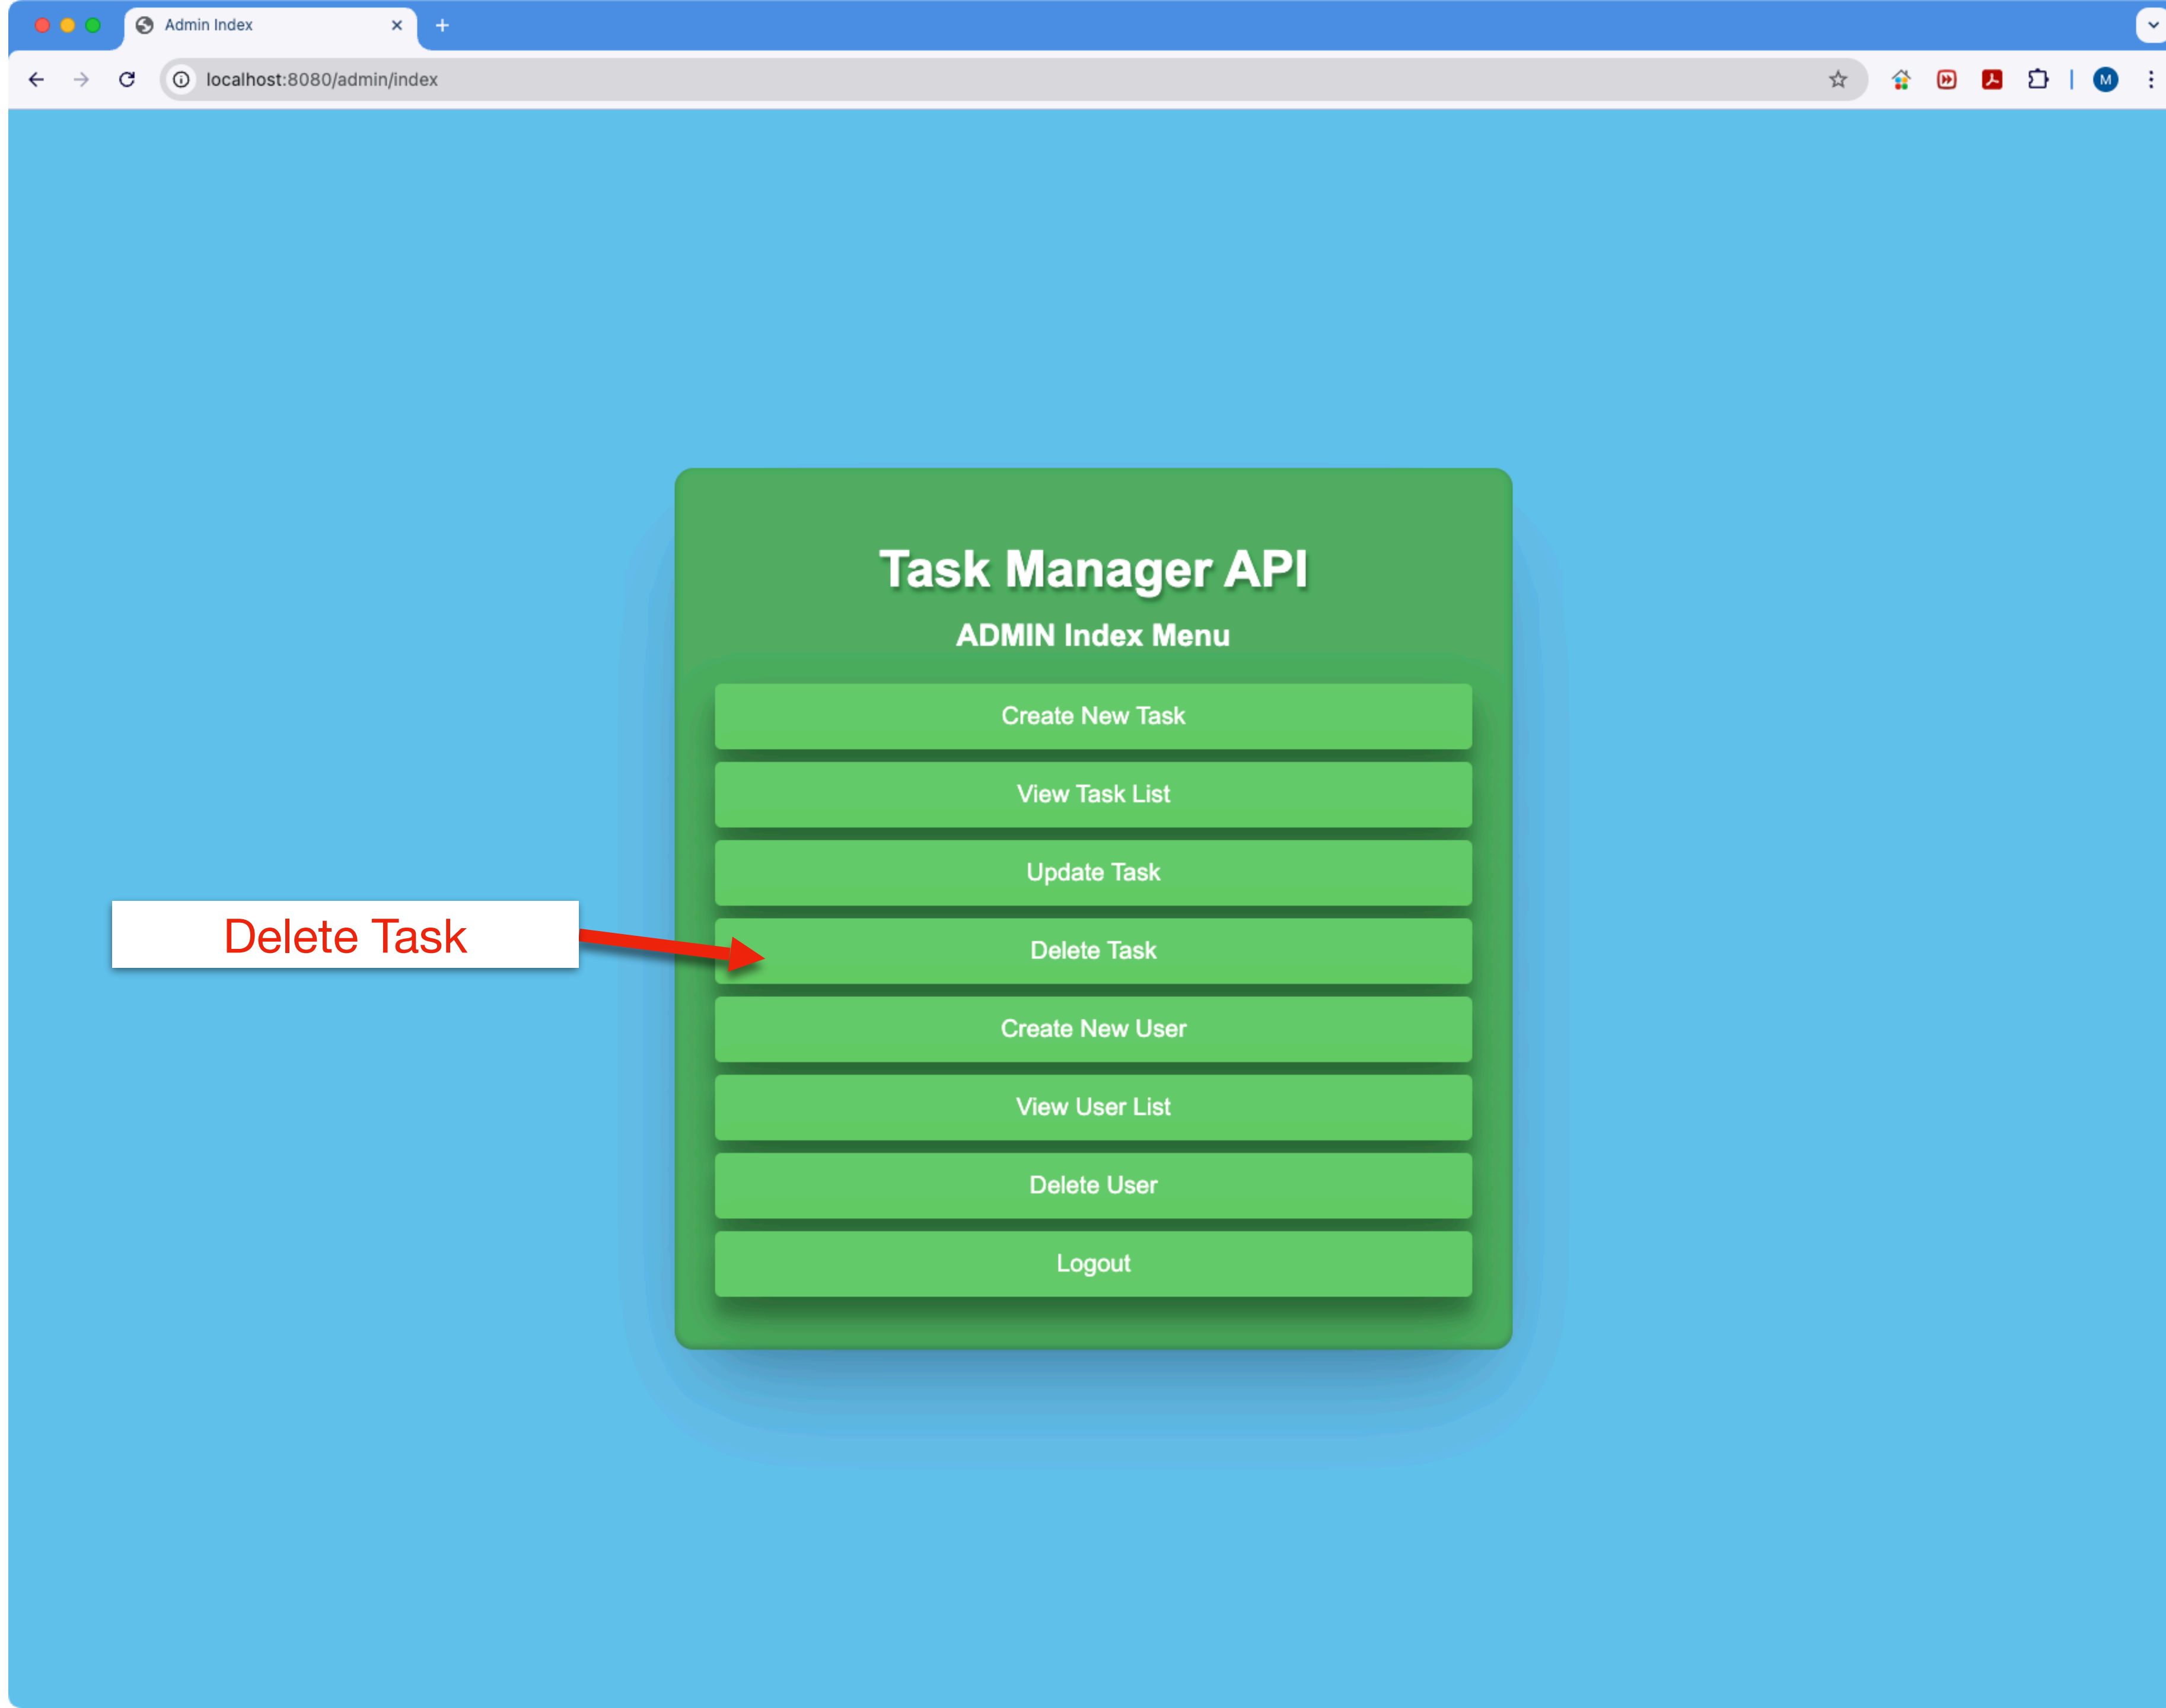 Admin Index
localhost:8080/admin/index
M
Task Manager API
ADMIN Index Menu
Create New Task
View Task List
Update Task
Delete Task
Delete Task
Create New User
View User List
Delete User
Logout